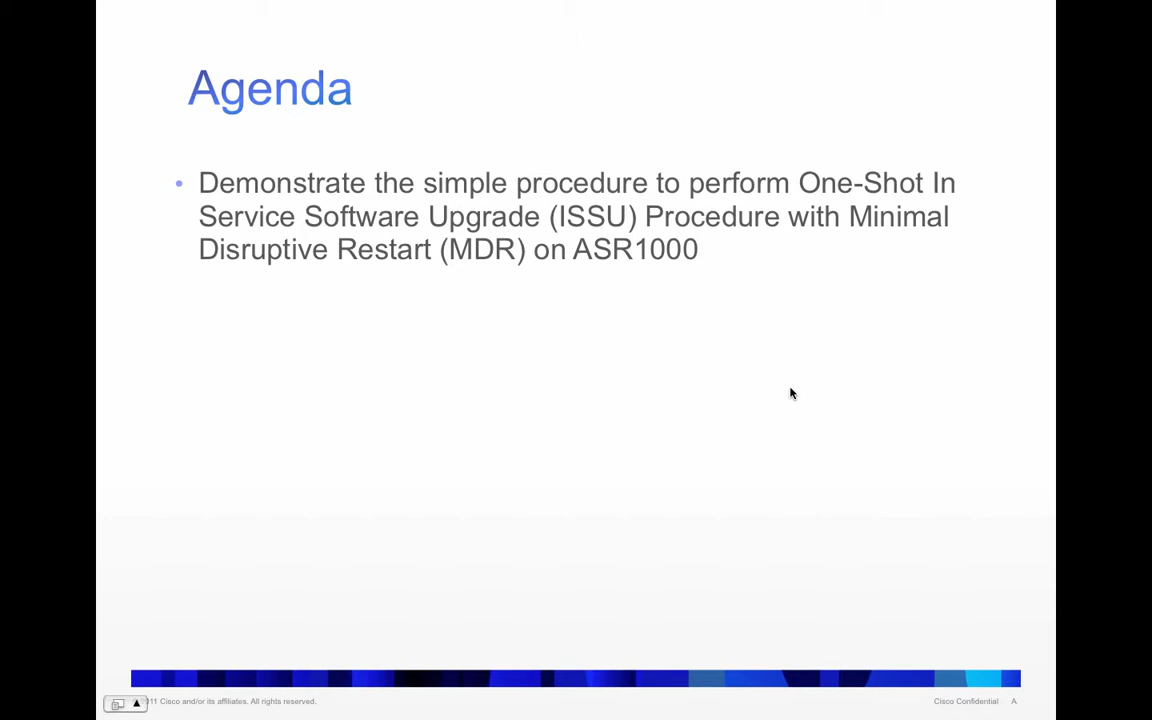 Agenda
• Demonstrate the simple procedure to perform One-Shot In
Service Software Upgrade (ISSU) Procedure with Minimal
Disruptive Restart (MDR) on ASR1000
11 Cisco and/or its affiliates. All rights reserved.
Cisco Confidential A